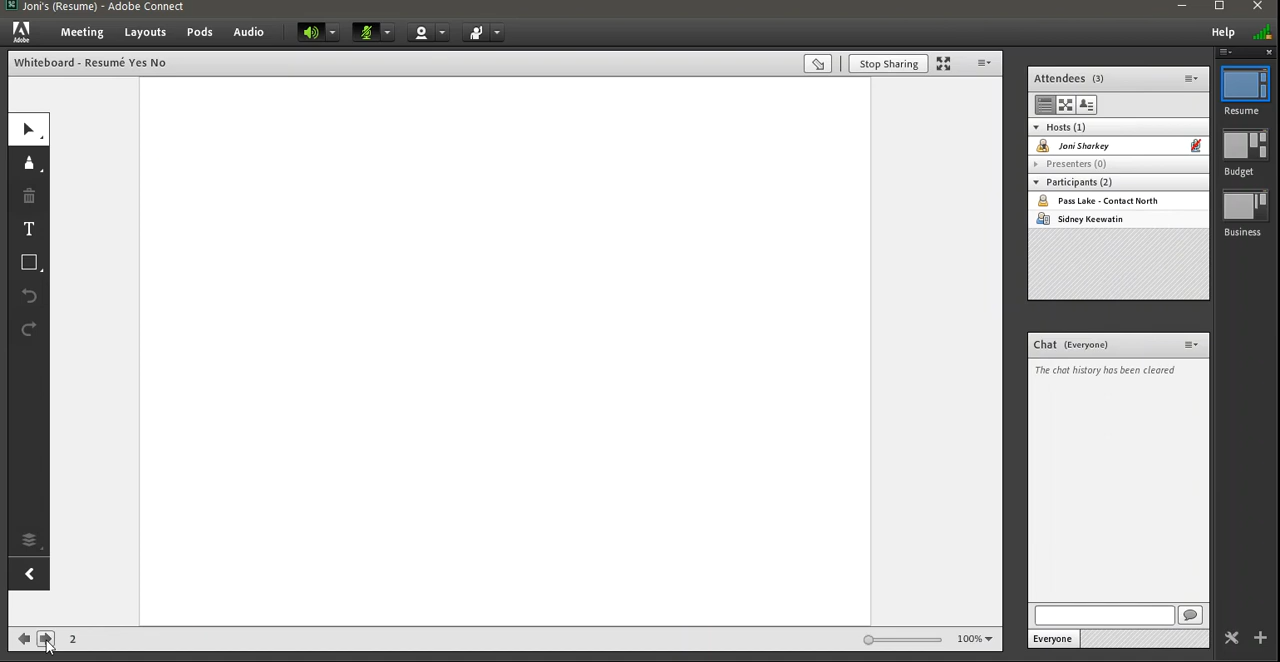 Joni's (Resume) - Adobe Connect
Adobe
Meeting Layouts Pods Audio Help
Whiteboard - Resumé Yes No
Stop Sharing
T
2
100%
Attendees (3)
Hosts (1)
Joni Sharkey
Presenters (0)
Participants (2)
Pass Lake - Contact North
Sidney Keewatin
Chat (Everyone)
The chat history has been cleared
Everyone
Resume
Budget
Business